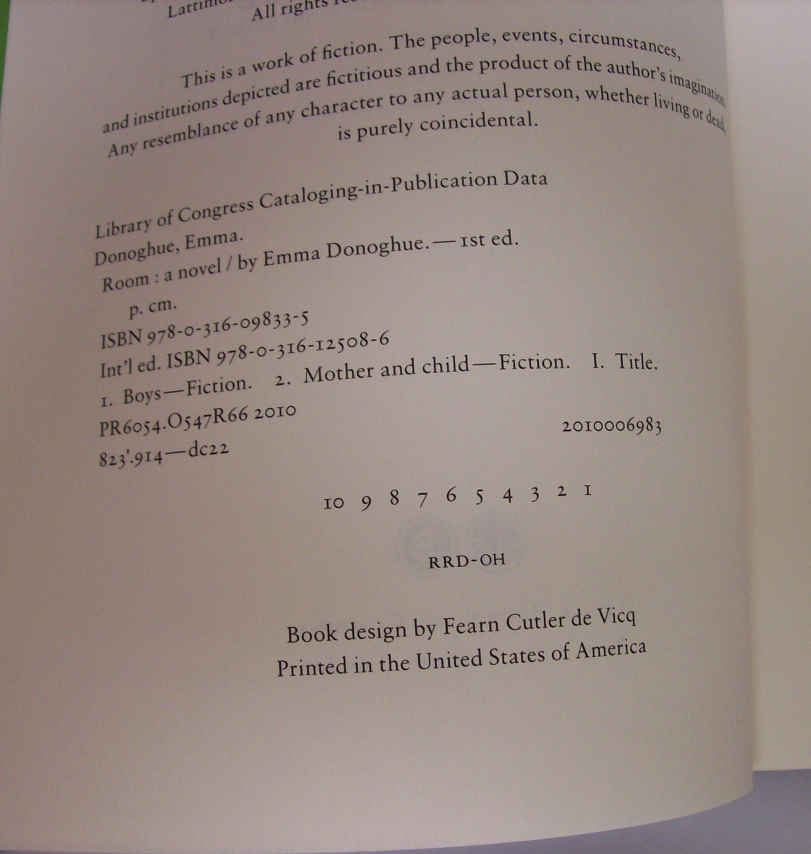 All rights
This is a work of fiction. The people, events, circumstances,
and institutions depicted are fictitious and the product of the author's imagination.
Any resemblance of any character to any actual person, whether living or dead,
is purely coincidental.
Library of Congress Cataloging-in-Publication Data
Donoghue, Emma.
Room : a novel / by Emma Donoghue. — 1st ed.
p. cm.
ISBN 978-0-316-09833-5
Int'l ed. ISBN 978-0-316-12508-6
1. Boys—Fiction. 2. Mother and child—Fiction. I. Title.
PR6054.O547R66 2010
823'.914—dc22 2010006983
10 9 8 7 6 5 4 3 2 1
RRD-OH
Book design by Fearn Cutler de Vicq
Printed in the United States of America